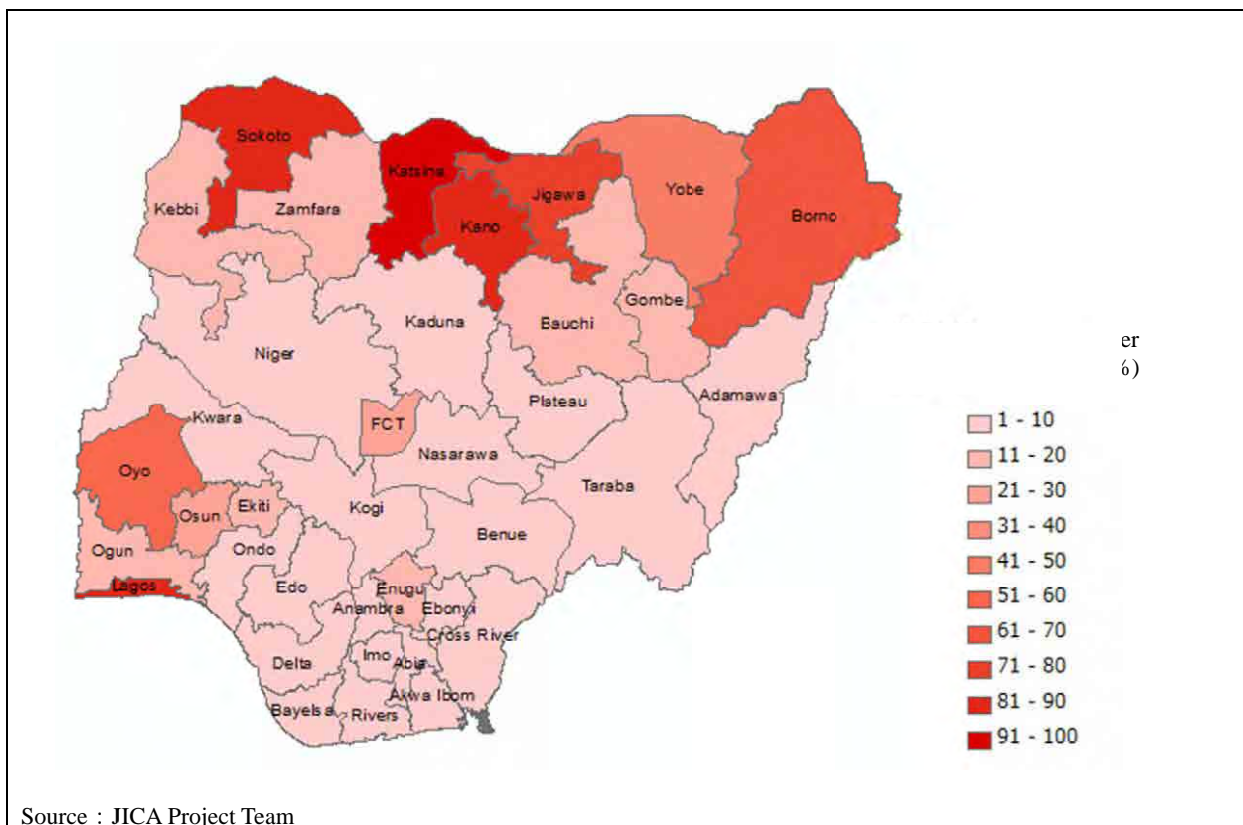 Sokoto
Katsina
Jigawa
Yobe
Borno
Kebbi
Zamfara
Kano
Gombe
Bauchi
Kaduna
Niger
er
%)
Adamawa
Plateau
Kwara
FCT
Nasarawa
Oyo
Taraba
Kogi
Osun
Ekiti
Benue
Ogun
Ondo
Lagos
Edo
Enugu
Anambra
Ebonyi
Cross River
Delta
Imo
Abia
Akwa Ibom
Bayelsa
Rivers
1 - 10
11 - 20
21 - 30
31 - 40
41 - 50
51 - 60
61 - 70
71 - 80
81 - 90
91 - 100
Source : JICA Project Team